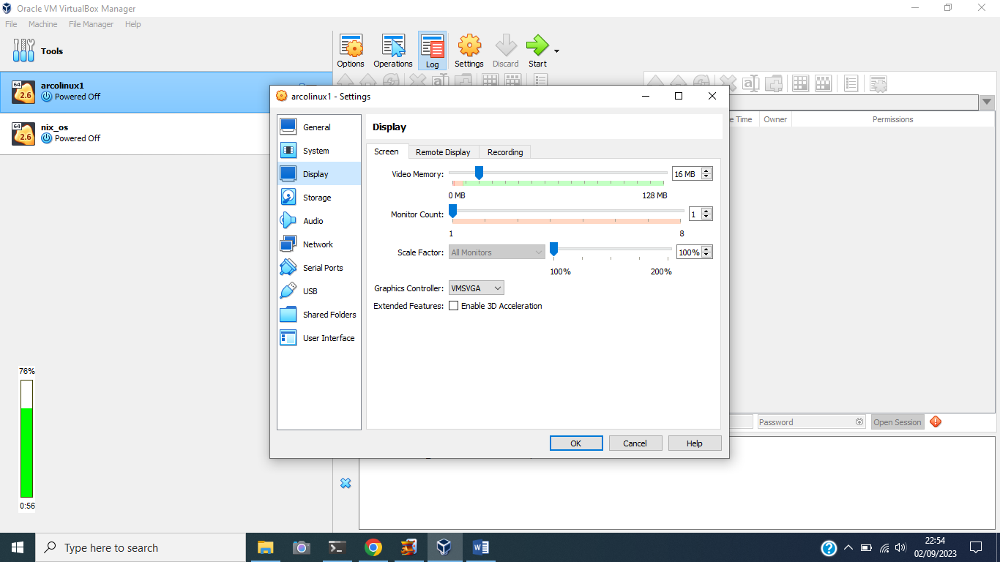 Oracle VM VirtualBox Manager
File Machine File Manager Help
Tools
Options Operations Log Settings Discard Start
64 2.6 arcolinux1
Powered Off
64 2.6 nix_os
Powered Off
arcolinux1 - Settings
General
System
Display
Storage
Audio
Network
Serial Ports
USB
Shared Folders
User Interface
Display
Screen Remote Display Recording
Video Memory: 16 MB
0 MB 128 MB
Monitor Count: 1
1 8
Scale Factor: All Monitors 100%
100% 200%
Graphics Controller: VMSVGA
Extended Features: Enable 3D Acceleration
OK Cancel Help
e Time Owner Permissions
Password Open Session
76%
0:56
Type here to search
22:54
02/09/2023